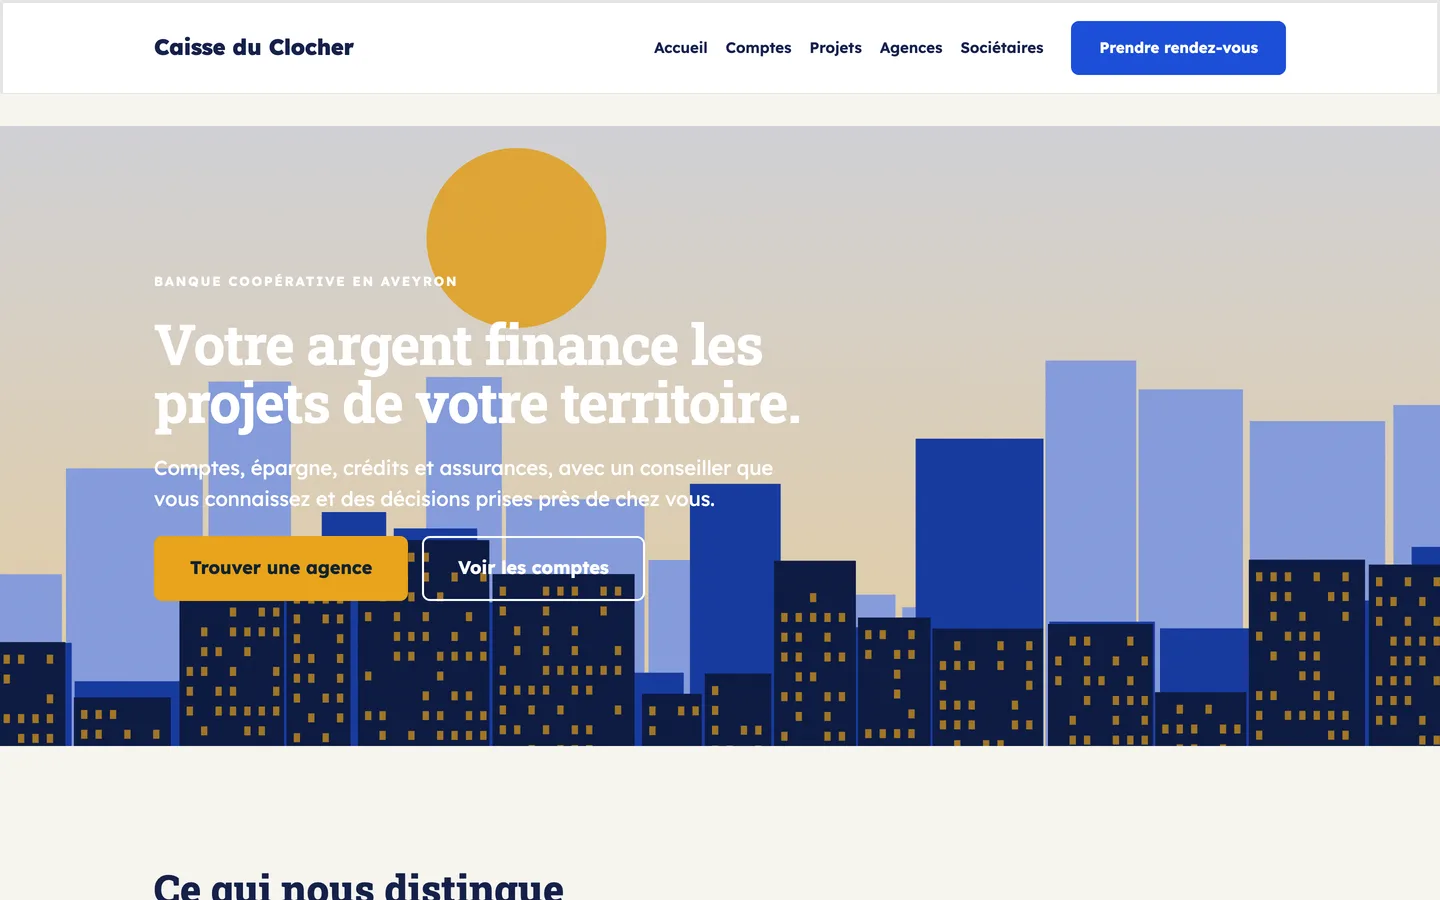 Caisse du Clocher
Accueil Comptes Projets Agences Sociétaires Prendre rendez-vous
BANQUE COOPÉRATIVE EN AVEYRON
Votre argent finance les
projets de votre territoire.
Comptes, épargne, crédits et assurances, avec un conseiller que
vous connaissez et des décisions prises près de chez vous.
Trouver une agence Voir les comptes
Ce qui nous distingue